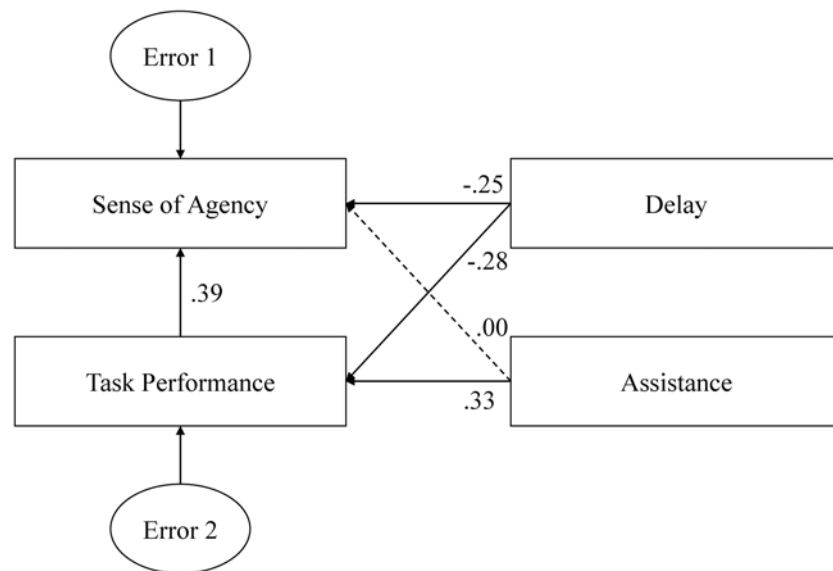 Error 1
Sense of Agency
-.25
Delay
-.28
.39
.00
Task Performance
.33
Assistance
Error 2